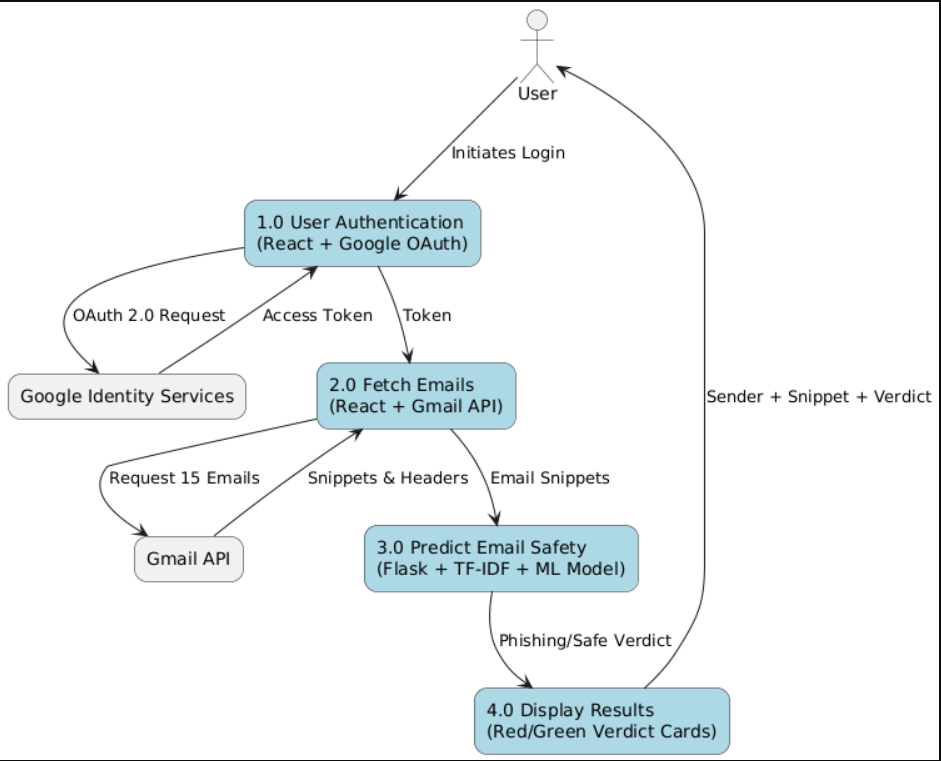 User
Initiates Login
1.0 User Authentication
(React + Google OAuth)
OAuth 2.0 Request
Access Token
Token
Google Identity Services
2.0 Fetch Emails
(React + Gmail API)
Sender + Snippet + Verdict
Request 15 Emails
Snippets & Headers
Email Snippets
Gmail API
3.0 Predict Email Safety
(Flask + TF-IDF + ML Model)
Phishing/Safe Verdict
4.0 Display Results
(Red/Green Verdict Cards)